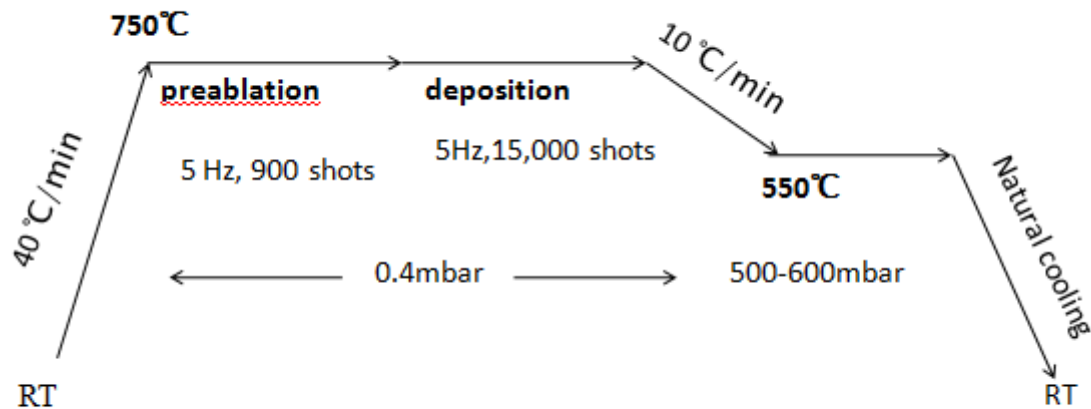 750℃
preablation
5 Hz, 900 shots
deposition
5Hz,15,000 shots
10 ℃/min
40 ℃/min
550℃
Natural cooling
0.4mbar
500-600mbar
RT
RT